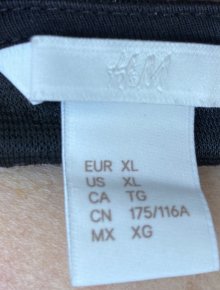 H&M
EUR XL
US XL
CA TG
CN 175/116A
MX XG